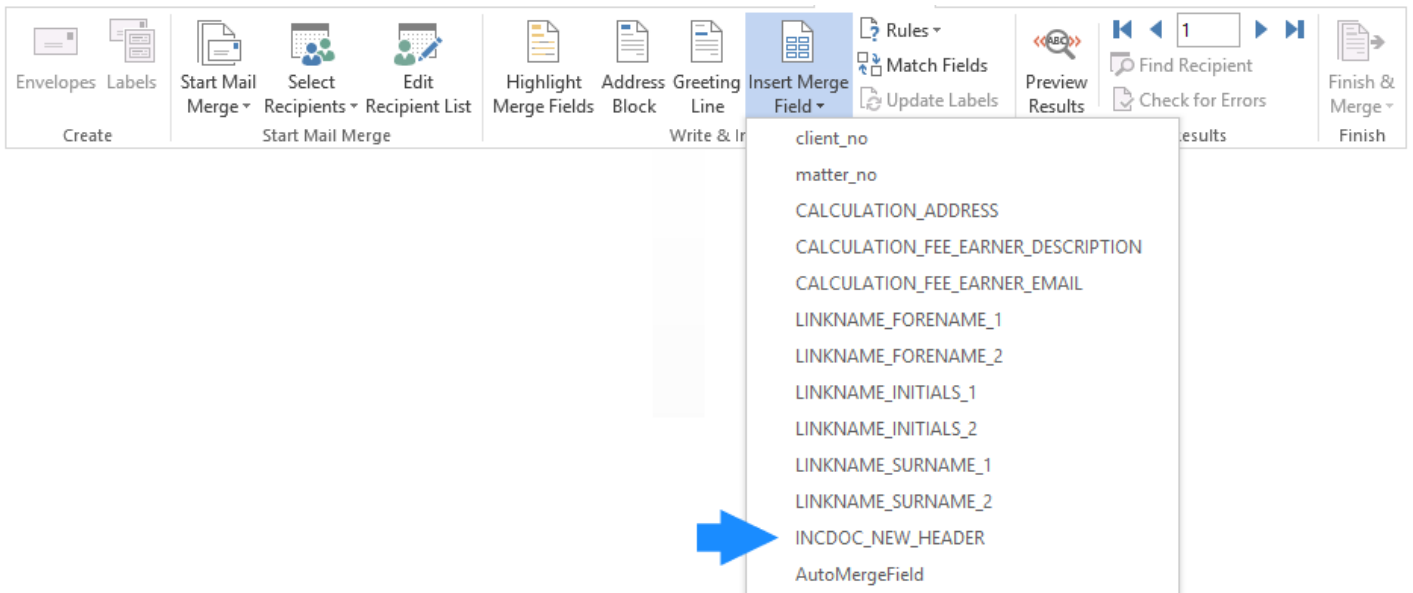 Envelopes Labels
Start Mail
Merge
Select
Recipients
Edit
Recipient List
Highlight
Merge Fields
Address
Block
Greeting
Line
Insert Merge
Field
Rules
Match Fields
Update Labels
«ABC»
Preview
Results
1
Find Recipient
Check for Errors
Finish &
Merge
Create
Start Mail Merge
Write & In
esults
Finish
client_no
matter_no
CALCULATION_ADDRESS
CALCULATION_FEE_EARNER_DESCRIPTION
CALCULATION_FEE_EARNER_EMAIL
LINKNAME_FORENAME_1
LINKNAME_FORENAME_2
LINKNAME_INITIALS_1
LINKNAME_INITIALS_2
LINKNAME_SURNAME_1
LINKNAME_SURNAME_2
INCDOC_NEW_HEADER
AutoMergeField